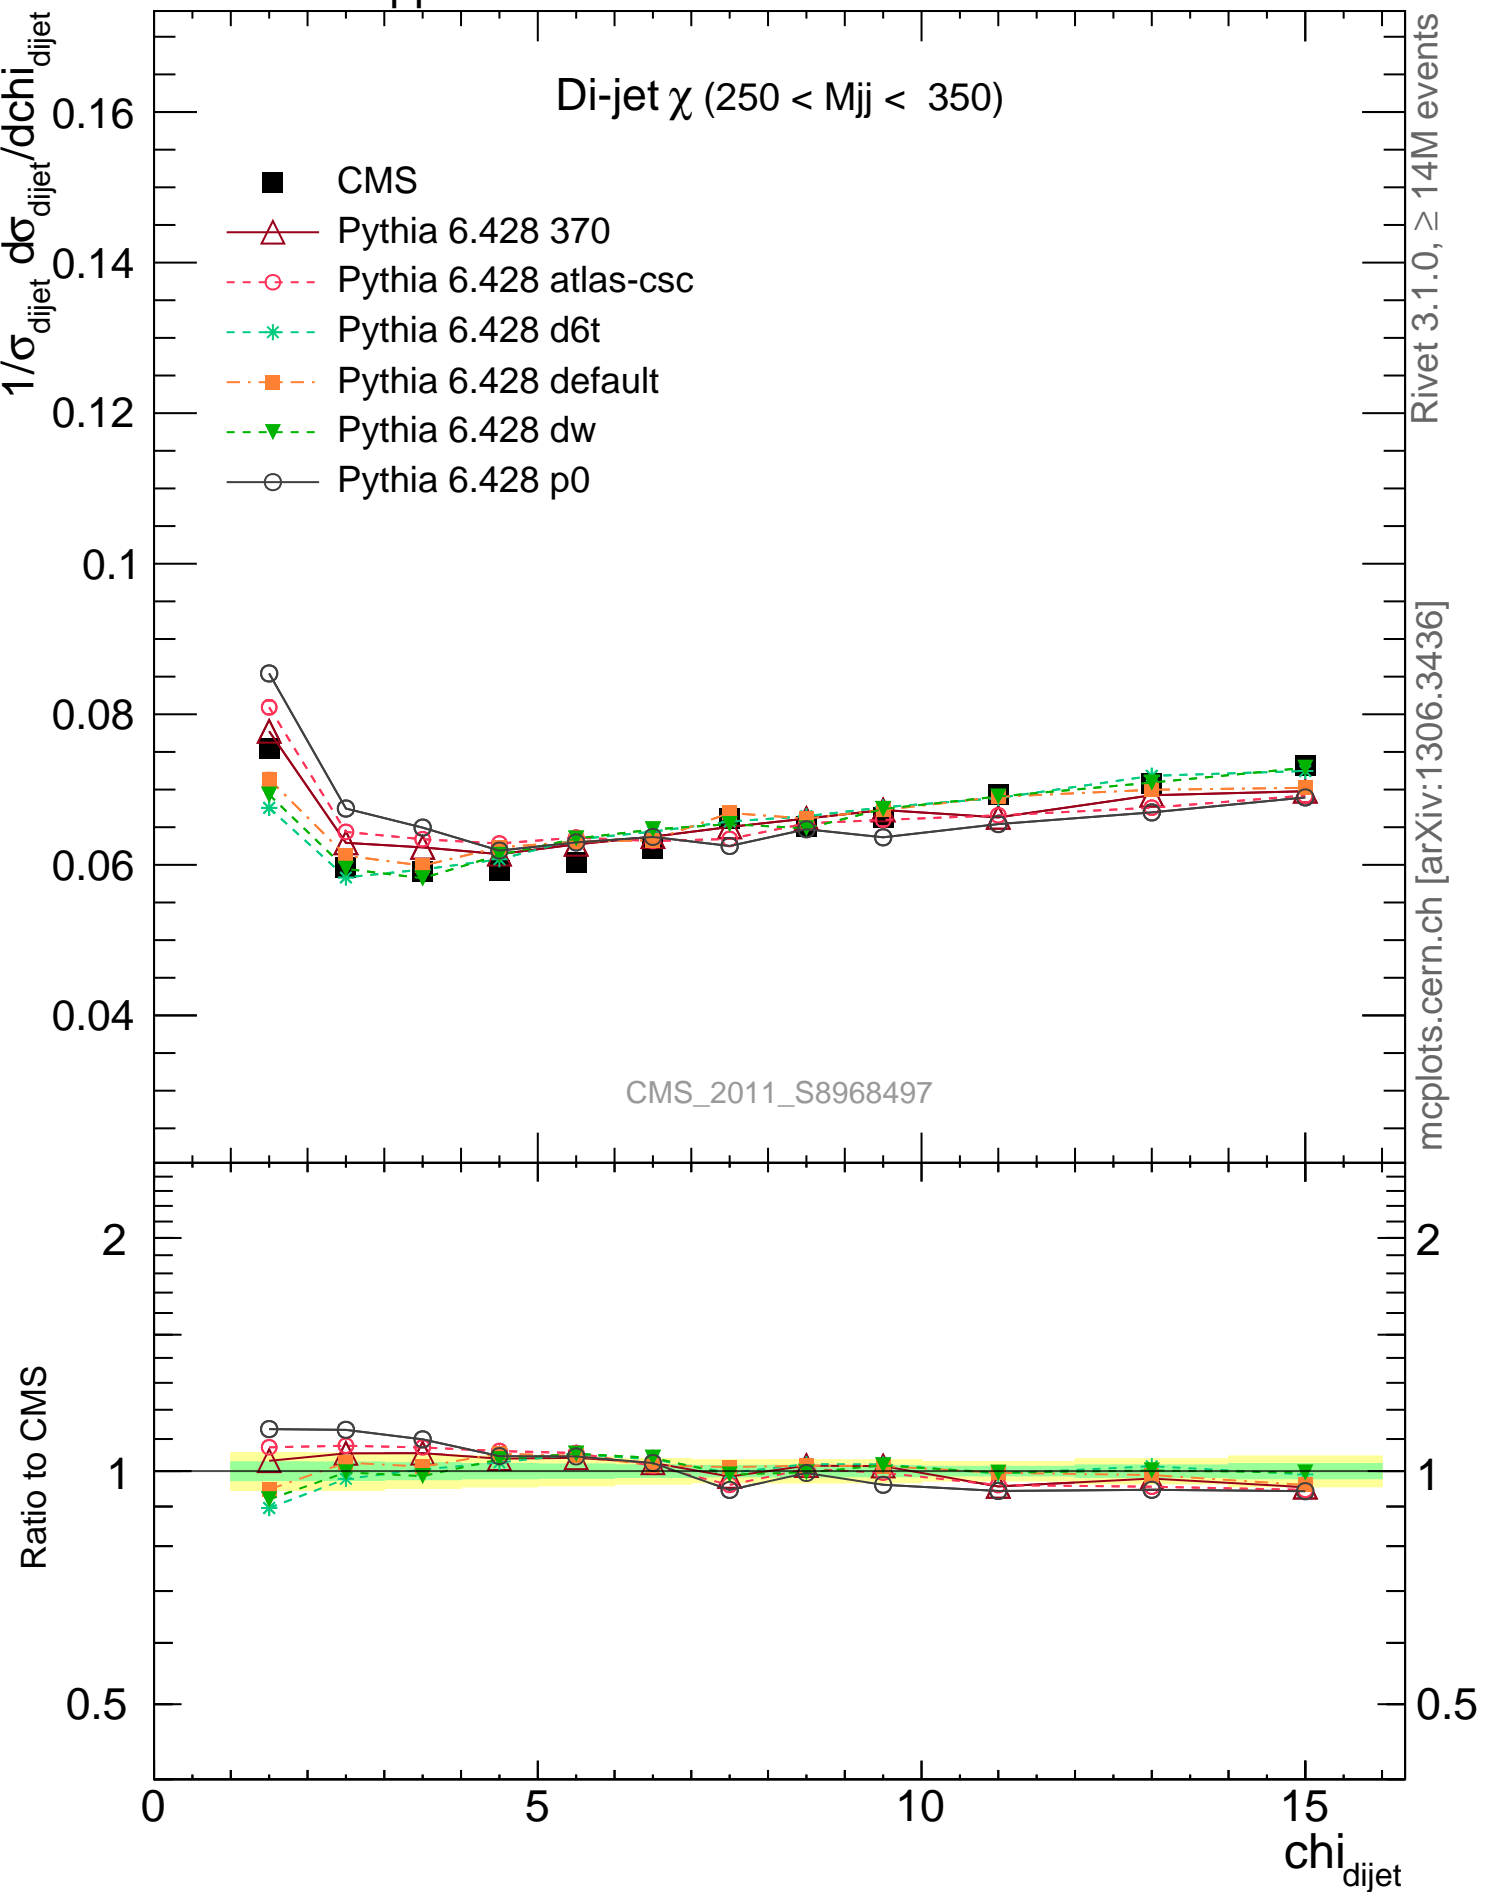 Di-jet χ (250 < Mjj < 350)
1/σdijet dσdijet/dchidijet
0.16
0.14
0.12
0.1
0.08
0.06
0.04
CMS
Pythia 6.428 370
Pythia 6.428 atlas-csc
Pythia 6.428 d6t
Pythia 6.428 default
Pythia 6.428 dw
Pythia 6.428 p0
CMS_2011_S8968497
Rivet 3.1.0, ≥ 14M events
mcplots.cern.ch [arXiv:1306.3436]
Ratio to CMS
2
1
0.5
2
1
0.5
0
5
10
15
chidijet